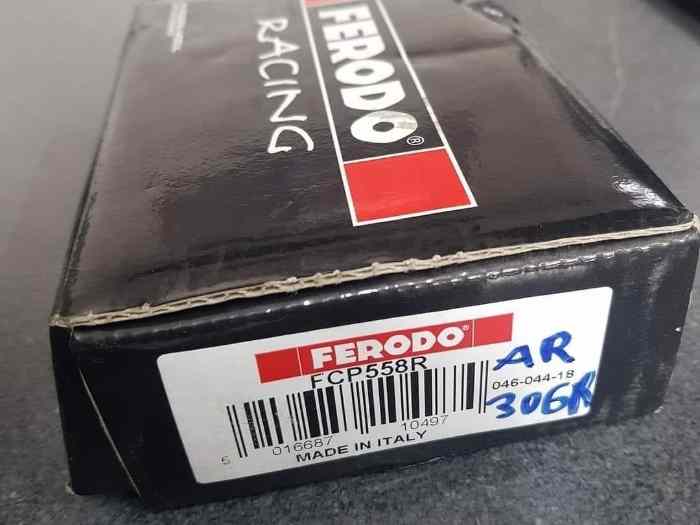 FERODO®
RACING
FERODO®
FCP558R
AR
046-044-18
306R
5 016687 10497
MADE IN ITALY